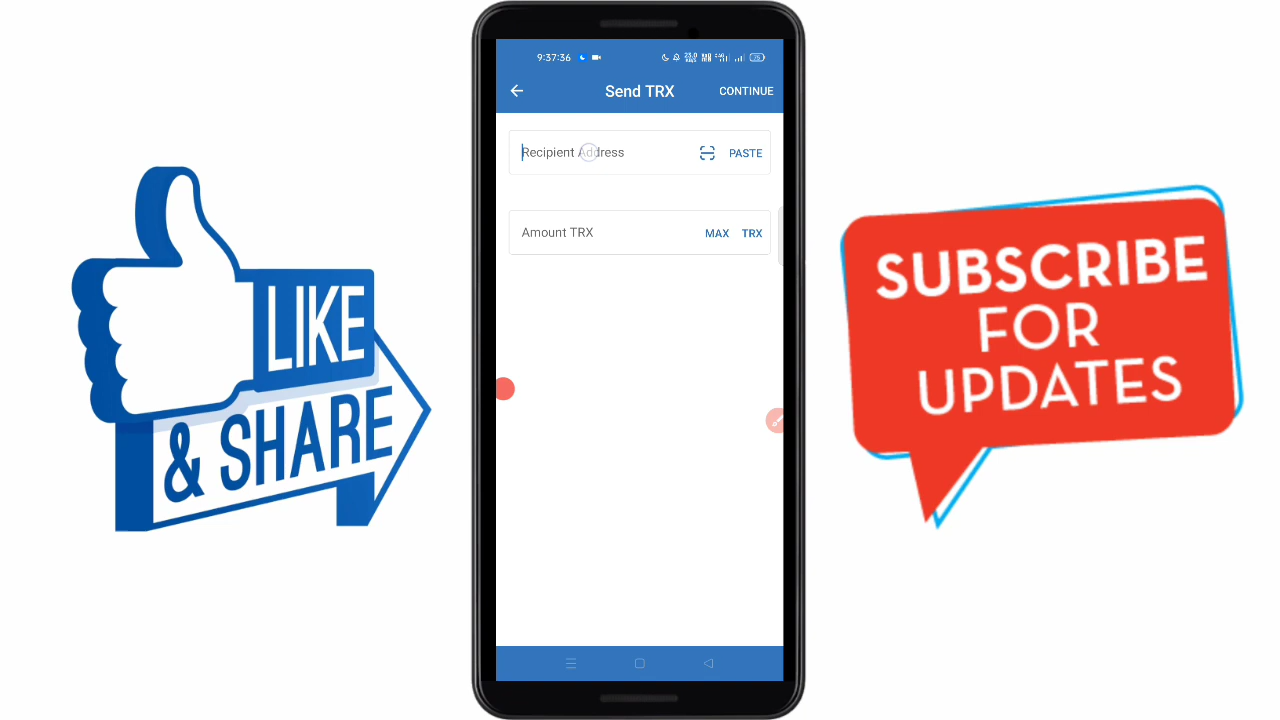 9:37:36
Send TRX
CONTINUE
Recipient Address
PASTE
Amount TRX
MAX
TRX
LIKE
& SHARE
SUBSCRIBE
FOR
UPDATES